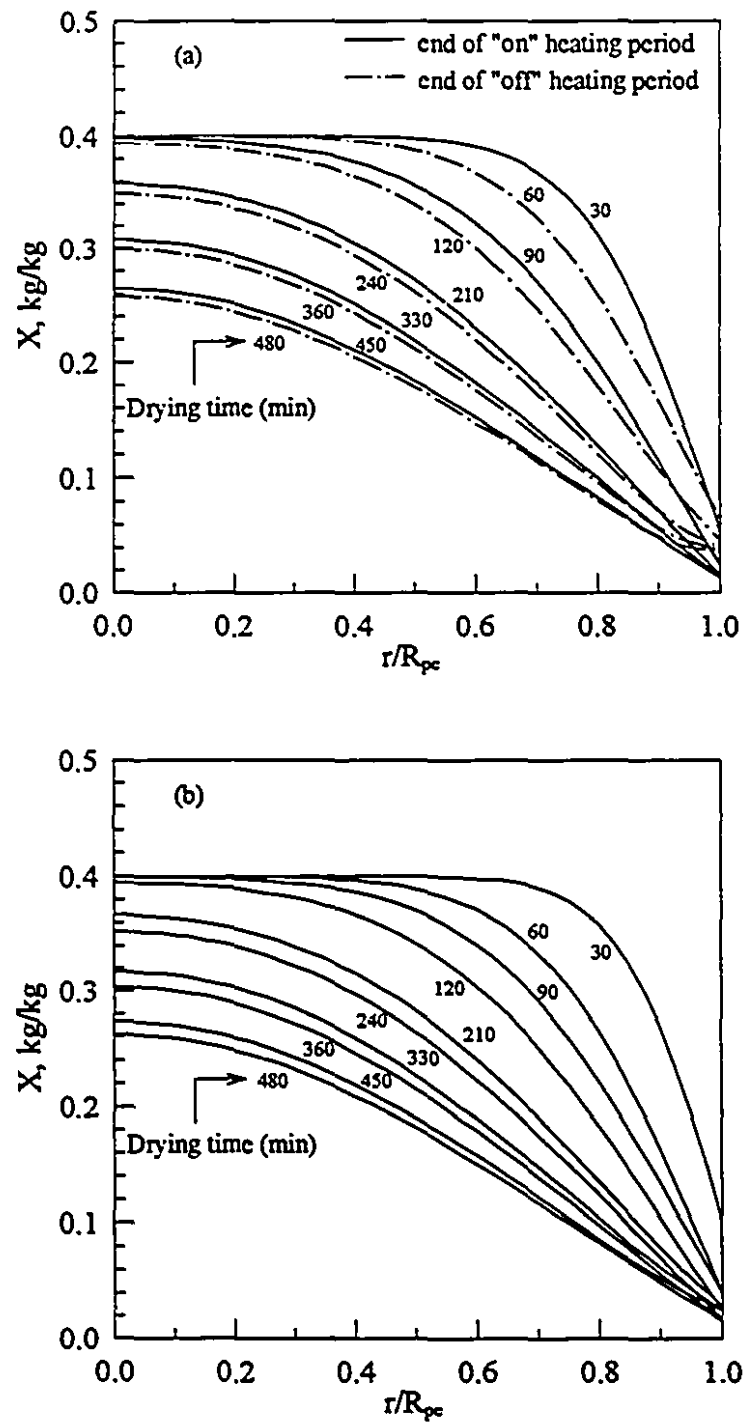 (a)
end of "on" heating period
end of "off" heating period
0.5
0.4
0.3
0.2
0.1
0.0
X, kg/kg
60
30
120
90
240
210
360
330
480
450
Drying time (min)
0.0 0.2 0.4 0.6 0.8 1.0
r/Rpe
(b)
0.5
0.4
0.3
0.2
0.1
0.0
X, kg/kg
60
30
120
90
240
210
360
330
480
450
Drying time (min)
0.0 0.2 0.4 0.6 0.8 1.0
r/Rpe